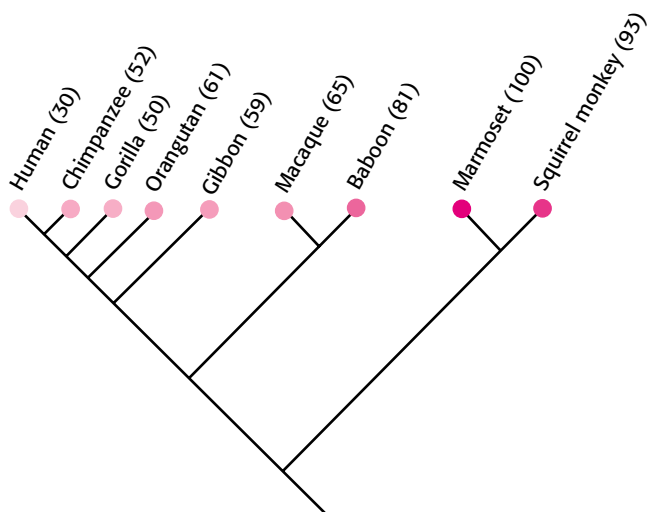 Human (30)
Chimpanzee (52)
Gorilla (50)
Orangutan (61)
Gibbon (59)
Macaque (65)
Baboon (81)
Marmoset (100)
Squirrel monkey (93)